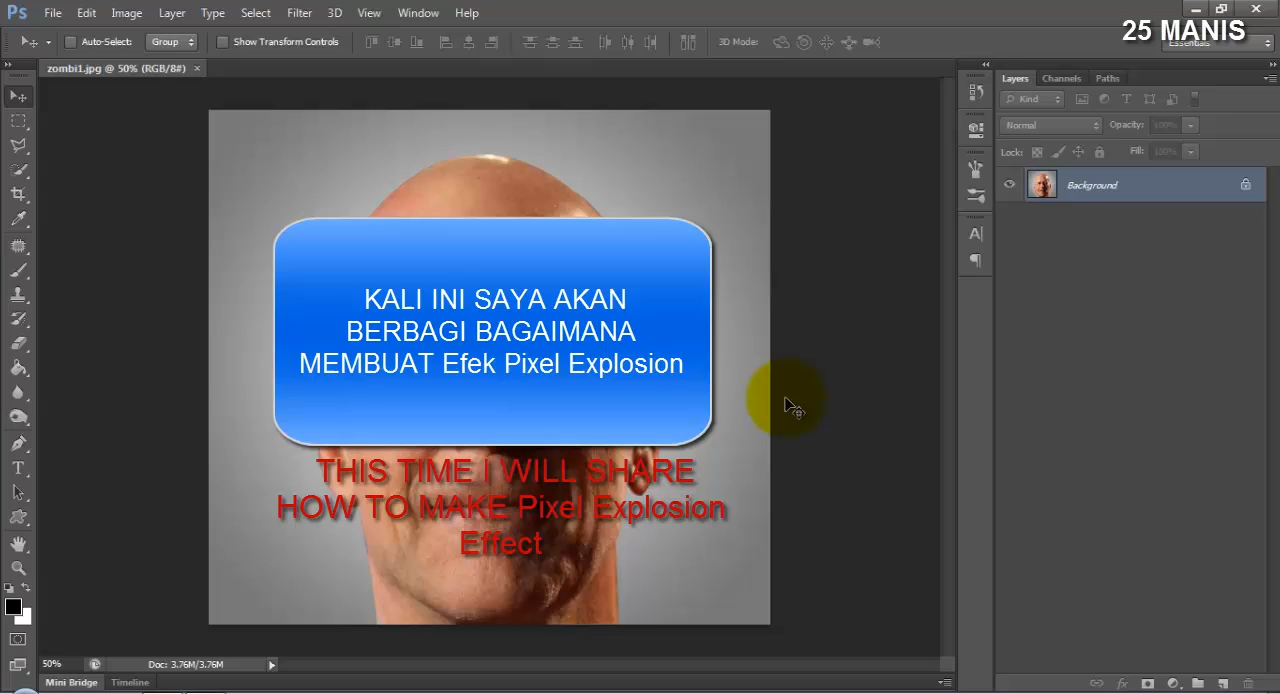 Ps File Edit Image Layer Type Select Filter 3D View Window Help
Auto-Select: Group Show Transform Controls 3D Mode: Essentials
25 MANIS
zombi1.jpg @ 50% (RGB/8#) ×
Layers Channels Paths
Kind
Normal Opacity: 100%
Lock: Fill: 100%
Background
KALI INI SAYA AKAN
BERBAGI BAGAIMANA
MEMBUAT Efek Pixel Explosion
THIS TIME I WILL SHARE
HOW TO MAKE Pixel Explosion
Effect
50% Doc: 3.76M/3.76M
Mini Bridge Timeline